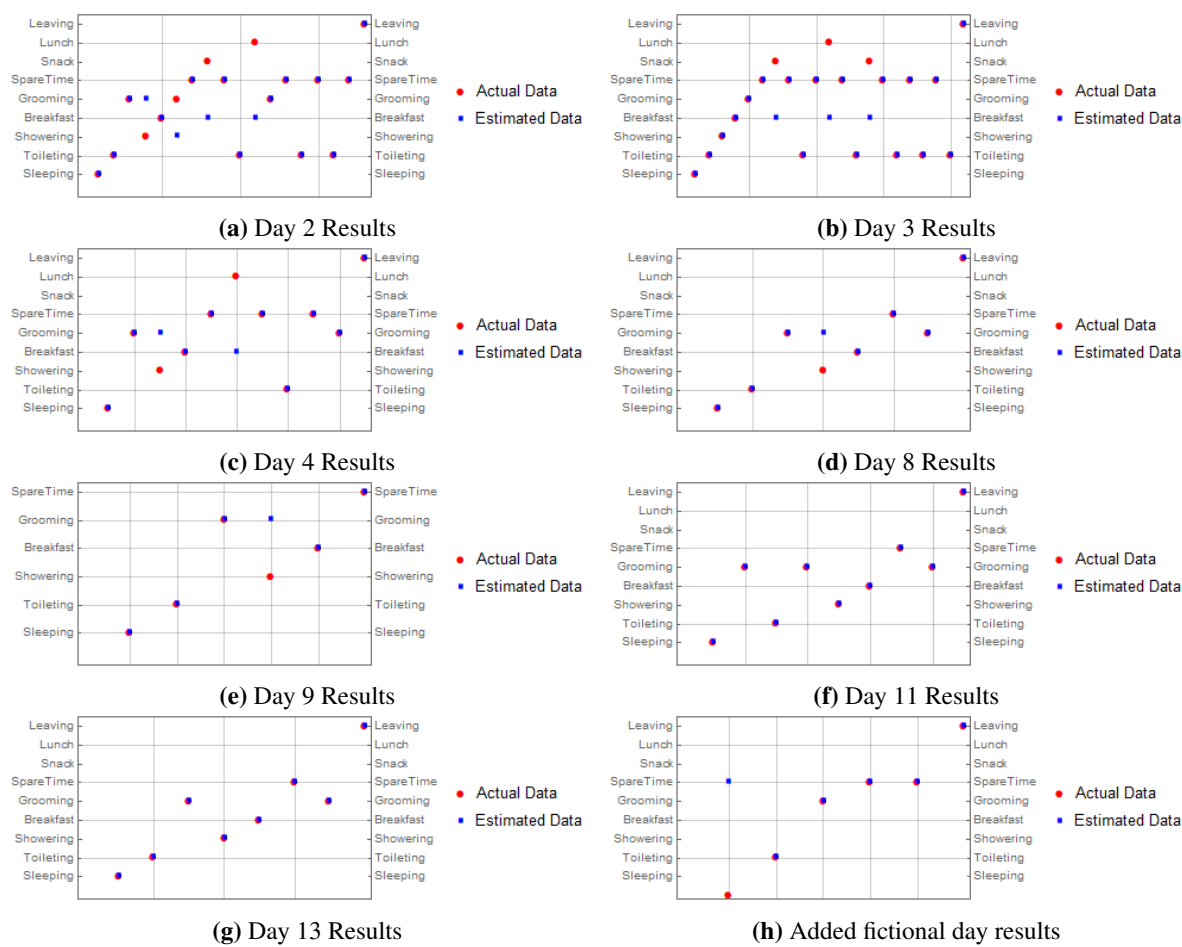 Leaving
Lunch
Snack
SpareTime
Grooming
Breakfast
Showering
Toileting
Sleeping
Leaving
Lunch
Snack
SpareTime
Grooming
Breakfast
Showering
Toileting
Sleeping
Actual Data
Estimated Data
(a) Day 2 Results
Leaving
Lunch
Snack
SpareTime
Grooming
Breakfast
Showering
Toileting
Sleeping
Leaving
Lunch
Snack
SpareTime
Grooming
Breakfast
Showering
Toileting
Sleeping
Actual Data
Estimated Data
(b) Day 3 Results
Leaving
Lunch
Snack
SpareTime
Grooming
Breakfast
Showering
Toileting
Sleeping
Leaving
Lunch
Snack
SpareTime
Grooming
Breakfast
Showering
Toileting
Sleeping
Actual Data
Estimated Data
(c) Day 4 Results
Leaving
Lunch
Snack
SpareTime
Grooming
Breakfast
Showering
Toileting
Sleeping
Leaving
Lunch
Snack
SpareTime
Grooming
Breakfast
Showering
Toileting
Sleeping
Actual Data
Estimated Data
(d) Day 8 Results
SpareTime
Grooming
Breakfast
Showering
Toileting
Sleeping
SpareTime
Grooming
Breakfast
Showering
Toileting
Sleeping
Actual Data
Estimated Data
(e) Day 9 Results
Leaving
Lunch
Snack
SpareTime
Grooming
Breakfast
Showering
Toileting
Sleeping
Leaving
Lunch
Snack
SpareTime
Grooming
Breakfast
Showering
Toileting
Sleeping
Actual Data
Estimated Data
(f) Day 11 Results
Leaving
Lunch
Snack
SpareTime
Grooming
Breakfast
Showering
Toileting
Sleeping
Leaving
Lunch
Snack
SpareTime
Grooming
Breakfast
Showering
Toileting
Sleeping
Actual Data
Estimated Data
(g) Day 13 Results
Leaving
Lunch
Snack
SpareTime
Grooming
Breakfast
Showering
Toileting
Sleeping
Leaving
Lunch
Snack
SpareTime
Grooming
Breakfast
Showering
Toileting
Sleeping
Actual Data
Estimated Data
(h) Added fictional day results